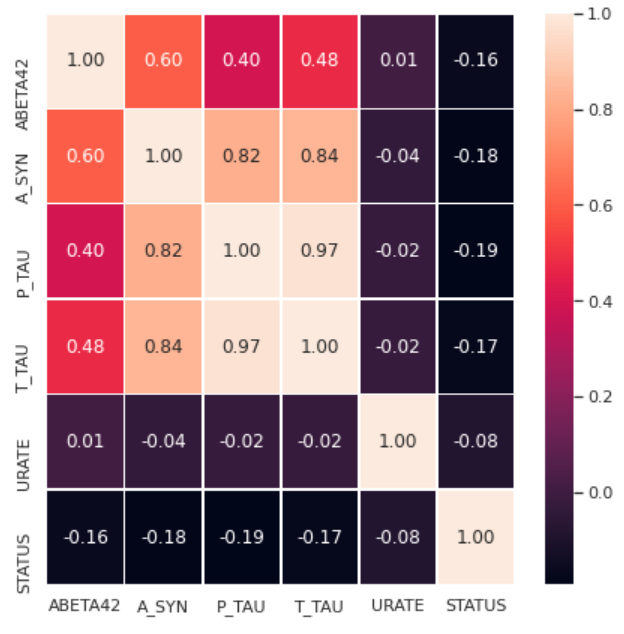 ABETA42 1.00 0.60 0.40 0.48 0.01 -0.16
A_SYN 0.60 1.00 0.82 0.84 -0.04 -0.18
P_TAU 0.40 0.82 1.00 0.97 -0.02 -0.19
T_TAU 0.48 0.84 0.97 1.00 -0.02 -0.17
URATE 0.01 -0.04 -0.02 -0.02 1.00 -0.08
STATUS -0.16 -0.18 -0.19 -0.17 -0.08 1.00
ABETA42 A_SYN P_TAU T_TAU URATE STATUS
1.0
0.8
0.6
0.4
0.2
0.0